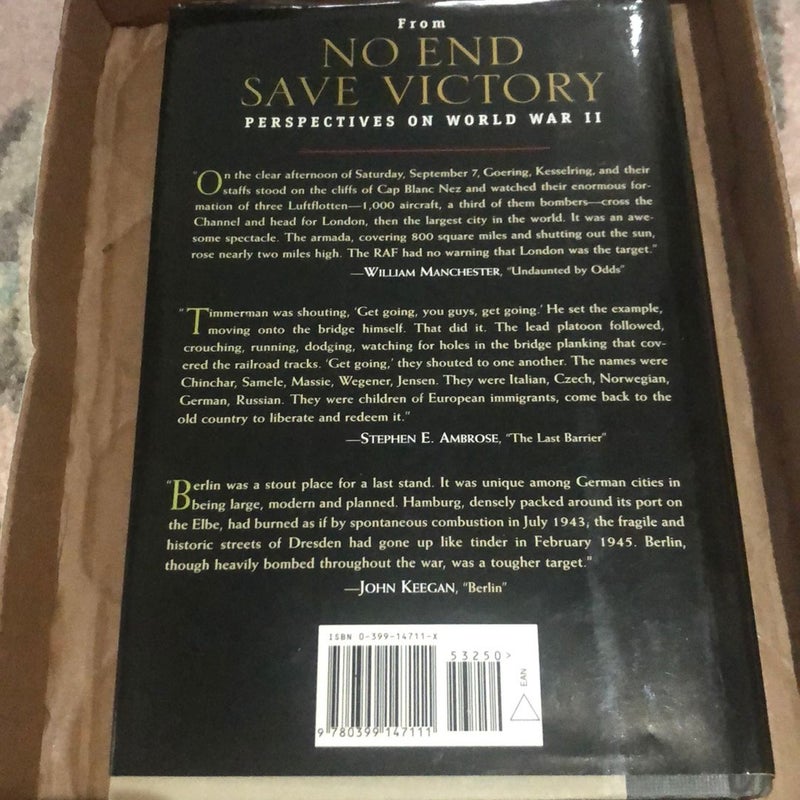 From
NO END
SAVE VICTORY
PERSPECTIVES ON WORLD WAR II
"On the clear afternoon of Saturday, September 7, Goering, Kesselring, and their
staffs stood on the cliffs of Cap Blanc Nez and watched their enormous for-
mation of three Luftflotten—1,000 aircraft, a third of them bombers—cross the
Channel and head for London, then the largest city in the world. It was an awe-
some spectacle. The armada, covering 800 square miles and shutting out the sun,
rose nearly two miles high. The RAF had no warning that London was the target."
—WILLIAM MANCHESTER, "Undaunted by Odds"
"Timmerman was shouting, 'Get going, you guys, get going.' He set the example,
moving onto the bridge himself. That did it. The lead platoon followed,
crouching, running, dodging, watching for holes in the bridge planking that cov-
ered the railroad tracks. 'Get going,' they shouted to one another. The names were
Chinchar, Samele, Massie, Wegener, Jensen. They were Italian, Czech, Norwegian,
German, Russian. They were children of European immigrants, come back to the
old country to liberate and redeem it."
—STEPHEN E. AMBROSE, "The Last Barrier"
"Berlin was a stout place for a last stand. It was unique among German cities in
being large, modern and planned. Hamburg, densely packed around its port on
the Elbe, had burned as if by spontaneous combustion in July 1943; the fragile and
historic streets of Dresden had gone up like tinder in February 1945. Berlin,
though heavily bombed throughout the war, was a tougher target."
—JOHN KEEGAN, "Berlin"
ISBN 0-399-14711-X
53250>
EAN
9 780399 147111